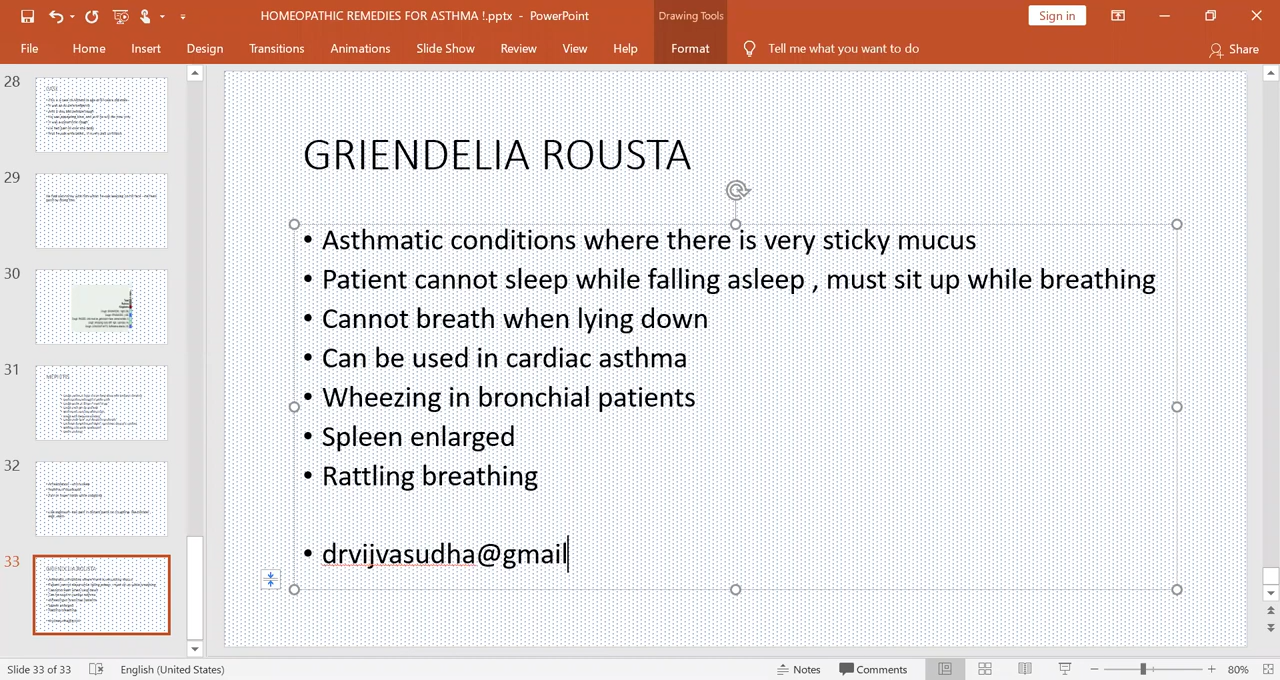 HOMEOPATHIC REMEDIES FOR ASTHMA !.pptx - PowerPoint
Drawing Tools
Sign in
File Home Insert Design Transitions Animations Slide Show Review View Help Format Tell me what you want to do Share
28
29
30
31
32
33
GRIENDELIA ROUSTA
• Asthmatic conditions where there is very sticky mucus
• Patient cannot sleep while falling asleep , must sit up while breathing
• Cannot breath when lying down
• Can be used in cardiac asthma
• Wheezing in bronchial patients
• Spleen enlarged
• Rattling breathing
• drvijvasudha@gmail
Slide 33 of 33 English (United States) Notes Comments 80%